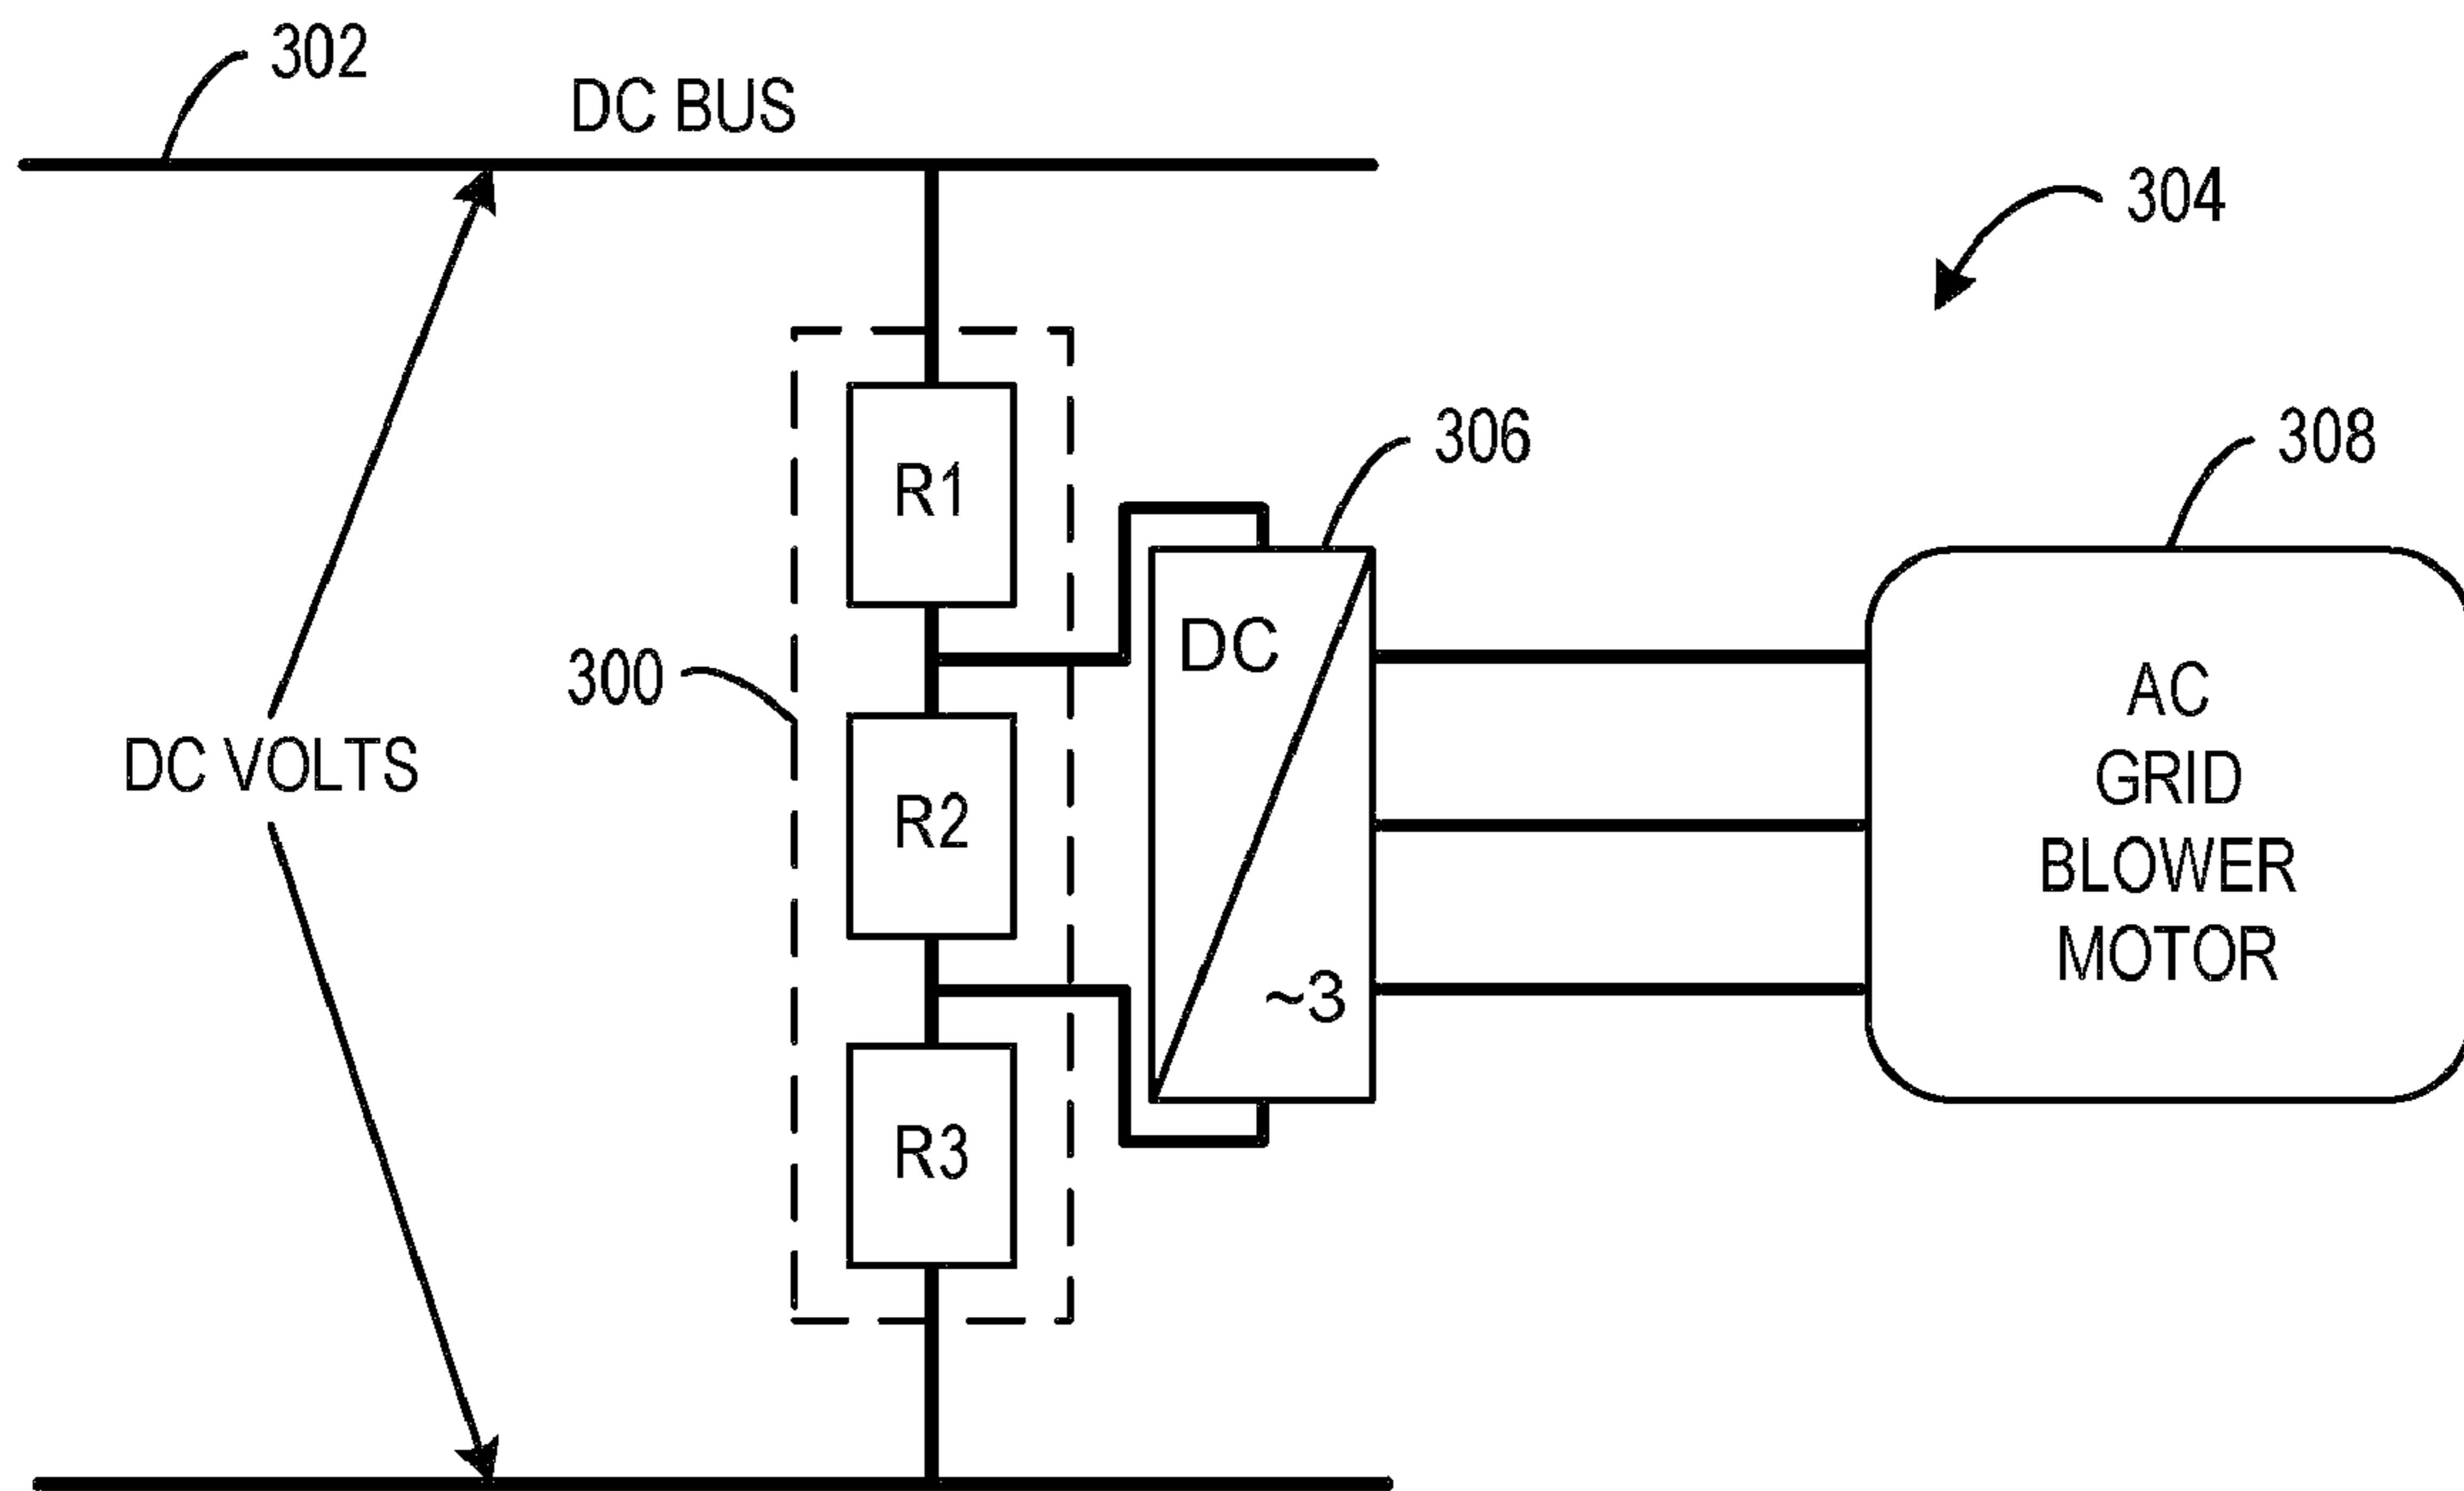 302
DC BUS
304
306
308
R1
DC
300
AC
GRID
BLOWER
MOTOR
DC VOLTS
R2
~3
R3